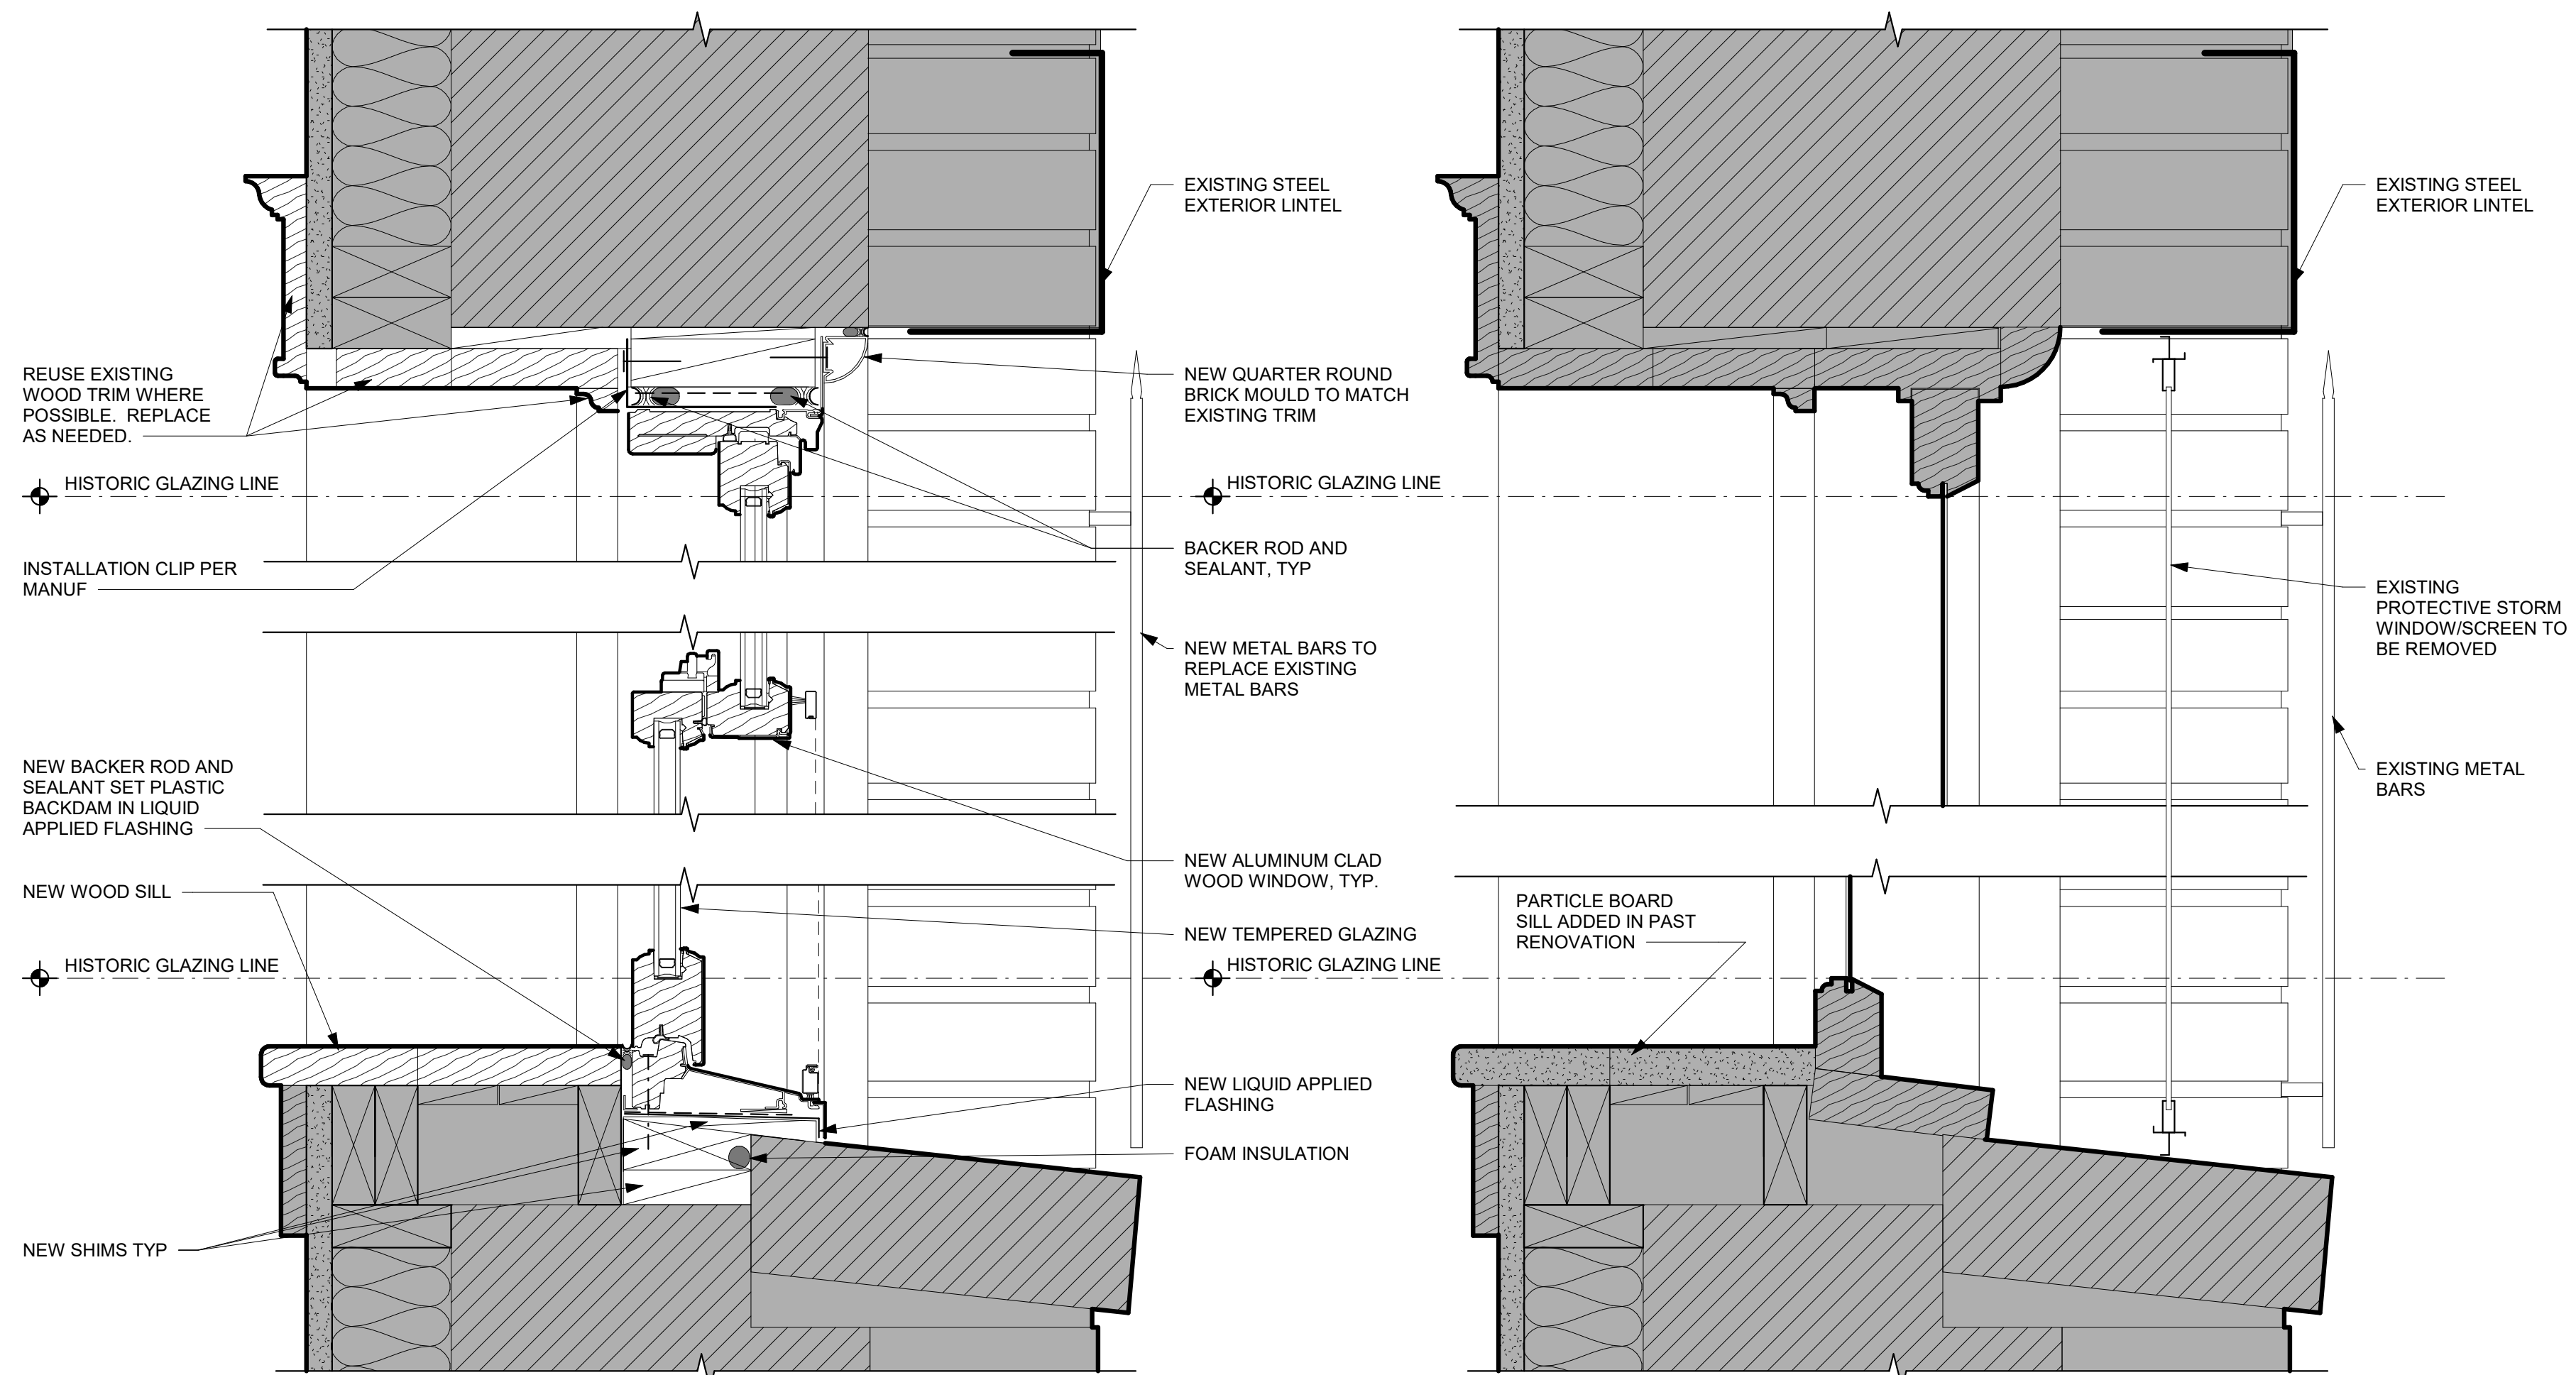 EXISTING STEEL
EXTERIOR LINTEL
REUSE EXISTING
WOOD TRIM WHERE
POSSIBLE.  REPLACE
AS NEEDED.
NEW QUARTER ROUND
BRICK MOULD TO MATCH
EXISTING TRIM
HISTORIC GLAZING LINE
INSTALLATION CLIP PER
MANUF
BACKER ROD AND
SEALANT, TYP
NEW METAL BARS TO
REPLACE EXISTING
METAL BARS
NEW BACKER ROD AND
SEALANT SET PLASTIC
BACKDAM IN LIQUID
APPLIED FLASHING
NEW WOOD SILL
NEW ALUMINUM CLAD
WOOD WINDOW, TYP.
NEW TEMPERED GLAZING
HISTORIC GLAZING LINE
NEW LIQUID APPLIED
FLASHING
FOAM INSULATION
NEW SHIMS TYP
EXISTING STEEL
EXTERIOR LINTEL
HISTORIC GLAZING LINE
EXISTING
PROTECTIVE STORM
WINDOW/SCREEN TO
BE REMOVED
EXISTING METAL
BARS
PARTICLE BOARD
SILL ADDED IN PAST
RENOVATION
HISTORIC GLAZING LINE